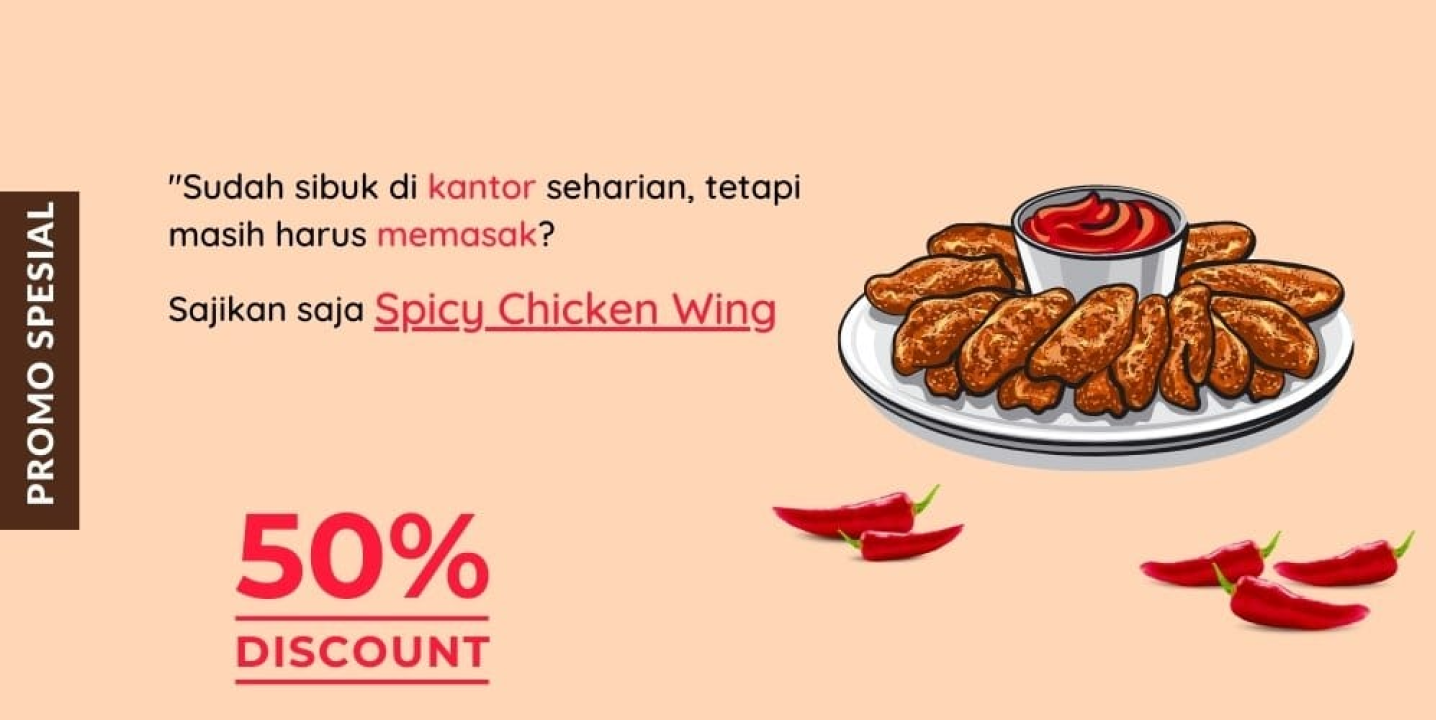 PROMO SPESIAL
"Sudah sibuk di kantor seharian, tetapi
masih harus memasak?
Sajikan saja Spicy Chicken Wing
50%
DISCOUNT